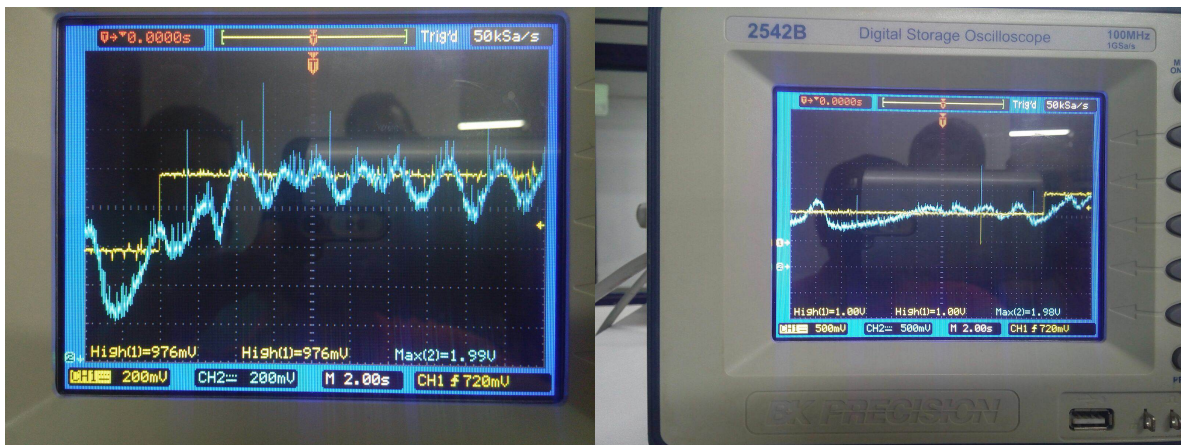 0.0000s Trig'd 50kSa/s
High(1)=976mV High(1)=976mV Max(2)=1.99V
CH1 200mV CH2 200mV M 2.00s CH1 720mV
2542B Digital Storage Oscilloscope 100MHz
1GSa/s
0.0000s Trig'd 50kSa/s
High(1)=1.00V High(1)=1.00V Max(2)=1.98V
CH1 500mV CH2 500mV M 2.00s CH1 720mV
BK PRECISION